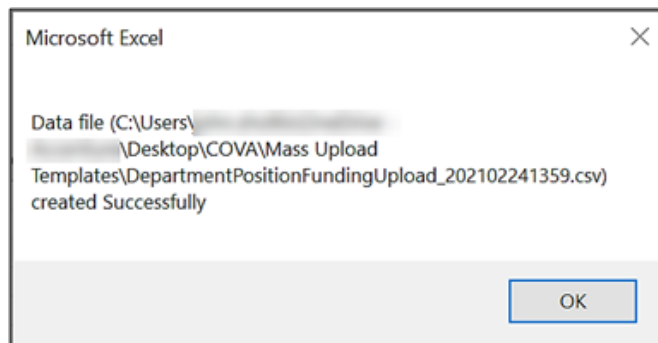 Microsoft Excel
Data file (C:\Users\
\Desktop\COVA\Mass Upload
Templates\DepartmentPositionFundingUpload_202102241359.csv)
created Successfully
OK